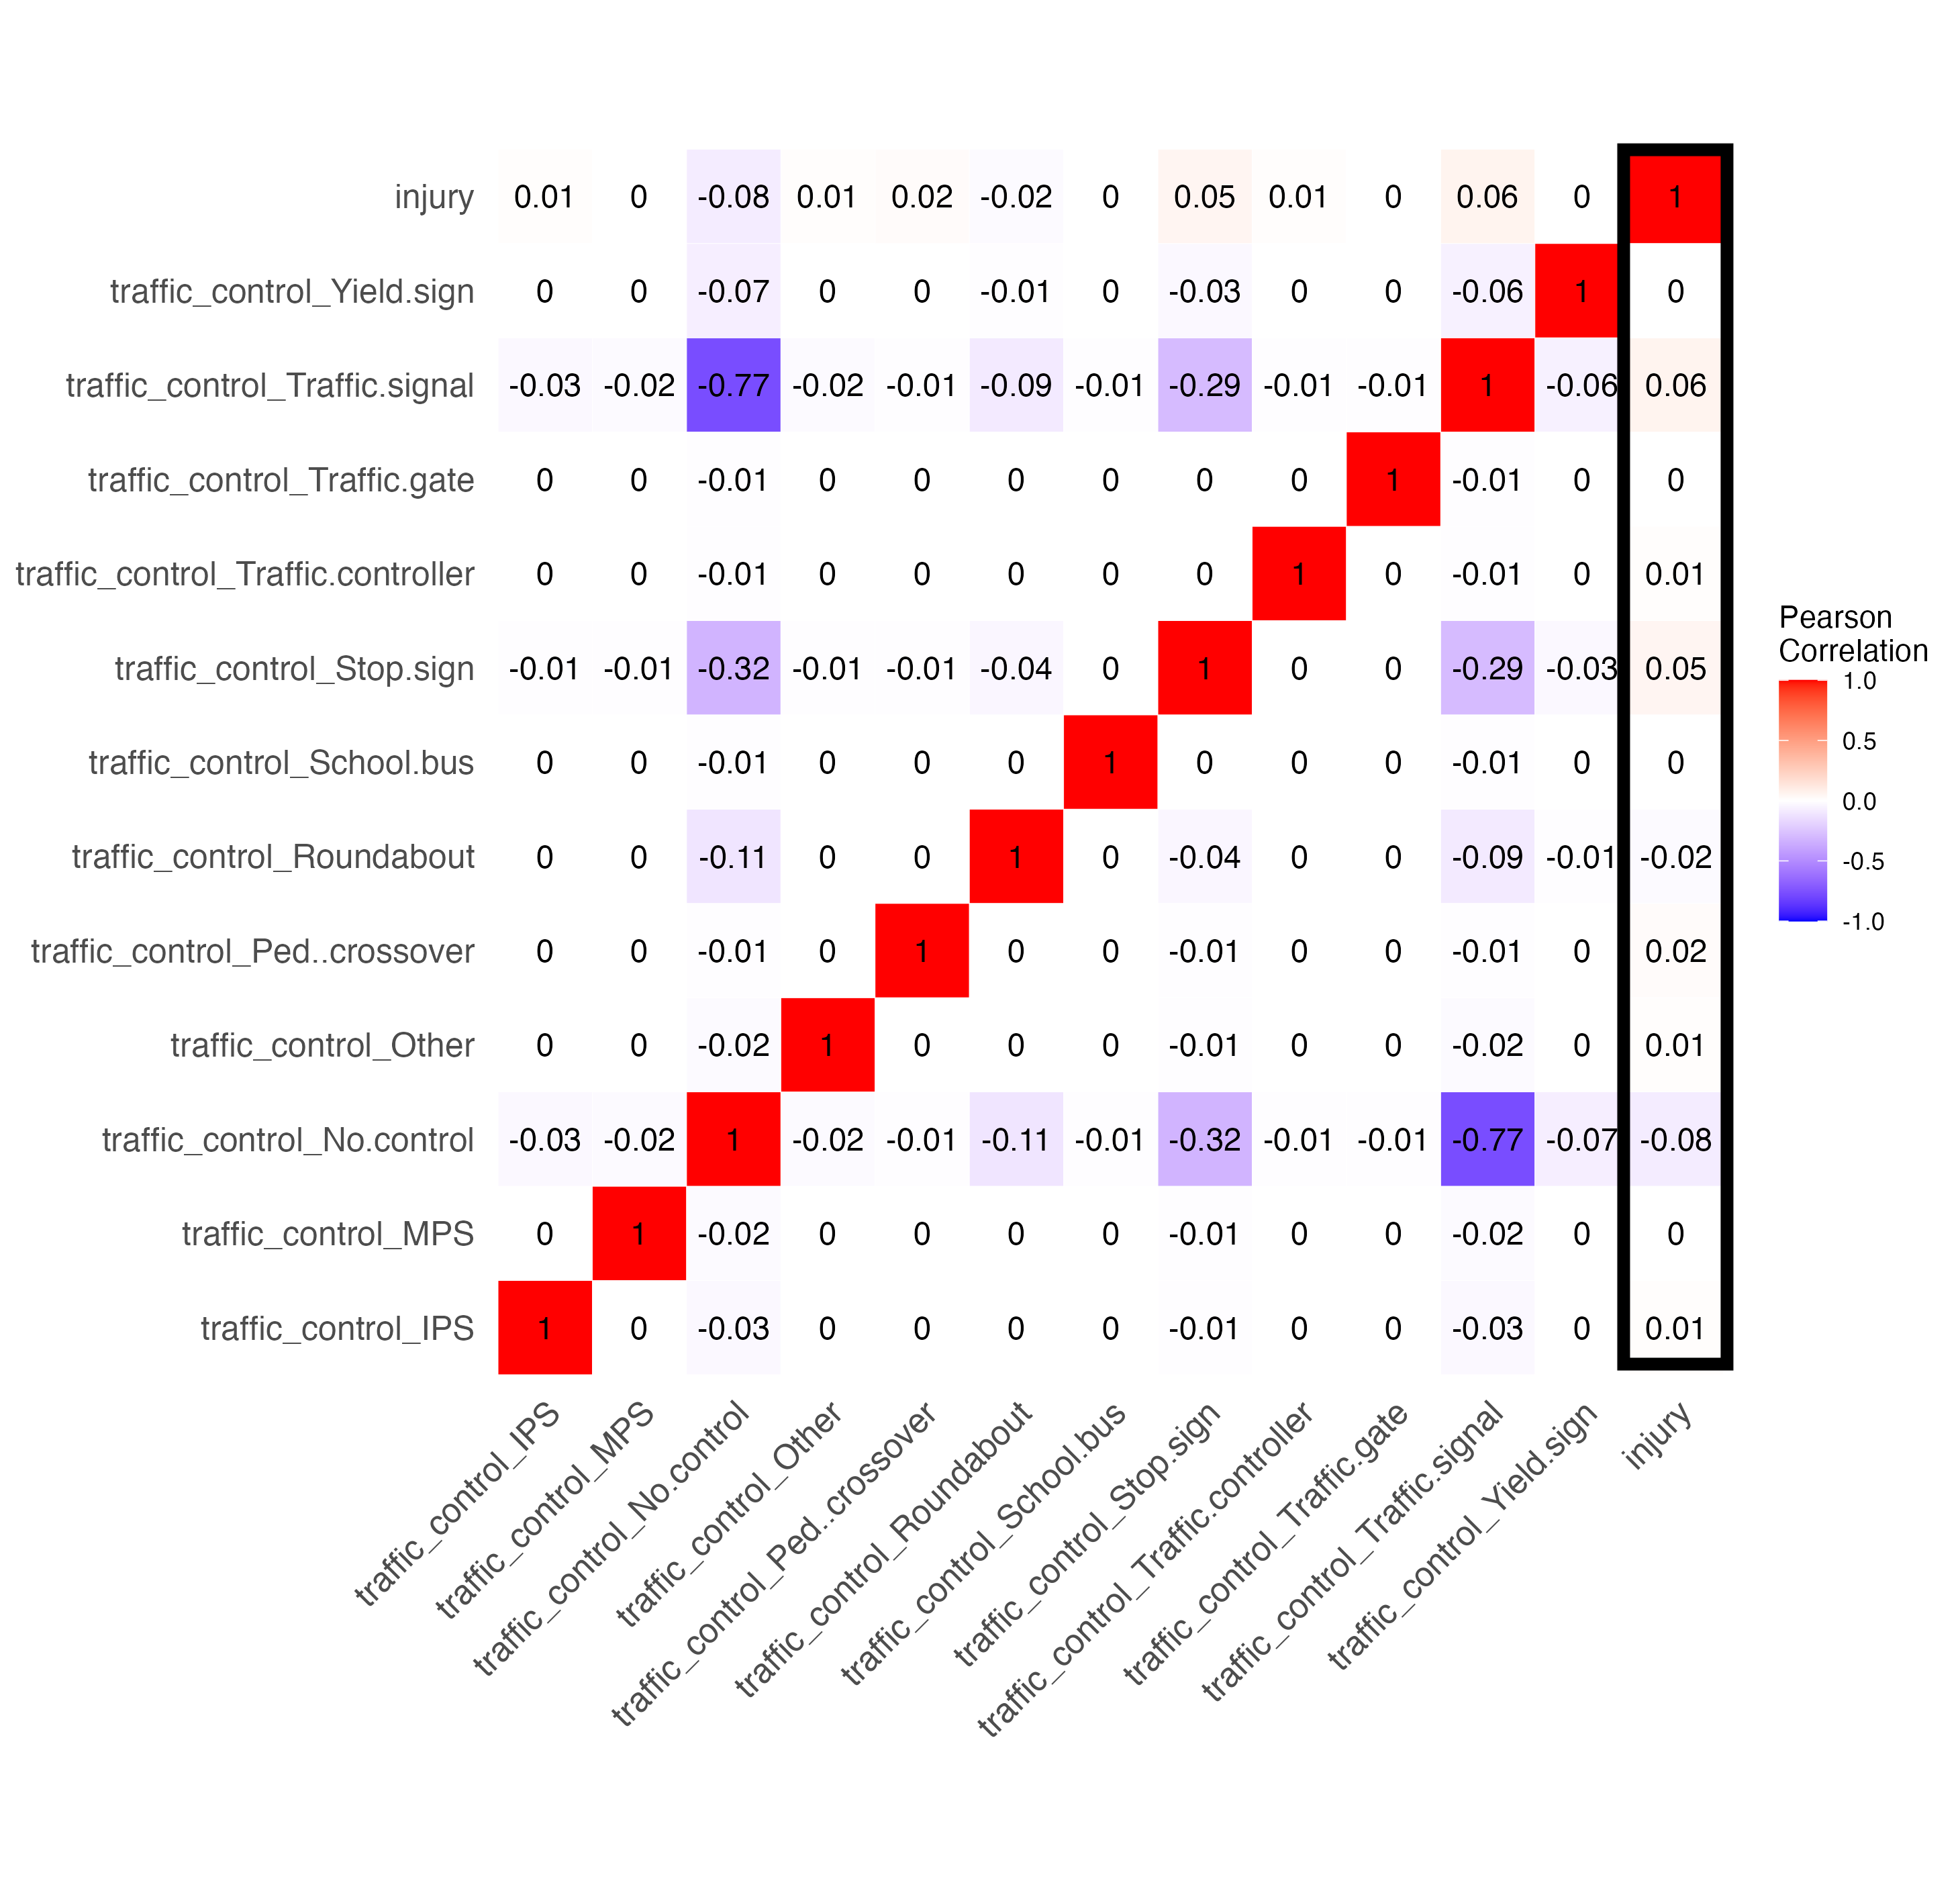 injury 0.01 0 -0.08 0.01 0.02 -0.02 0 0.05 0.01 0 0.06 0 1
traffic_control_Yield.sign 0 0 -0.07 0 0 -0.01 0 -0.03 0 0 -0.06 1 0
traffic_control_Traffic.signal -0.03 -0.02 -0.77 -0.02 -0.01 -0.09 -0.01 -0.29 -0.01 -0.01 1 -0.06 0.06
traffic_control_Traffic.gate 0 0 -0.01 0 0 0 0 0 0 1 -0.01 0 0
traffic_control_Traffic.controller 0 0 -0.01 0 0 0 0 0 1 0 -0.01 0 0.01
traffic_control_Stop.sign -0.01 -0.01 -0.32 -0.01 -0.01 -0.04 0 1 0 0 -0.29 -0.03 0.05
traffic_control_School.bus 0 0 -0.01 0 0 0 1 0 0 0 -0.01 0 0
traffic_control_Roundabout 0 0 -0.11 0 0 1 0 -0.04 0 0 -0.09 -0.01 -0.02
traffic_control_Ped..crossover 0 0 -0.01 0 1 0 0 -0.01 0 0 -0.01 0 0.02
traffic_control_Other 0 0 -0.02 1 0 0 0 -0.01 0 0 -0.02 0 0.01
traffic_control_No.control -0.03 -0.02 1 -0.02 -0.01 -0.11 -0.01 -0.32 -0.01 -0.01 -0.77 -0.07 -0.08
traffic_control_MPS 0 1 -0.02 0 0 0 0 -0.01 0 0 -0.02 0 0
traffic_control_IPS 1 0 -0.03 0 0 0 0 -0.01 0 0 -0.03 0 0.01
traffic_control_IPS
traffic_control_MPS
traffic_control_No.control
traffic_control_Other
traffic_control_Ped..crossover
traffic_control_Roundabout
traffic_control_School.bus
traffic_control_Stop.sign
traffic_control_Traffic.controller
traffic_control_Traffic.gate
traffic_control_Traffic.signal
traffic_control_Yield.sign
injury
Pearson
Correlation
1.0
0.5
0.0
-0.5
-1.0